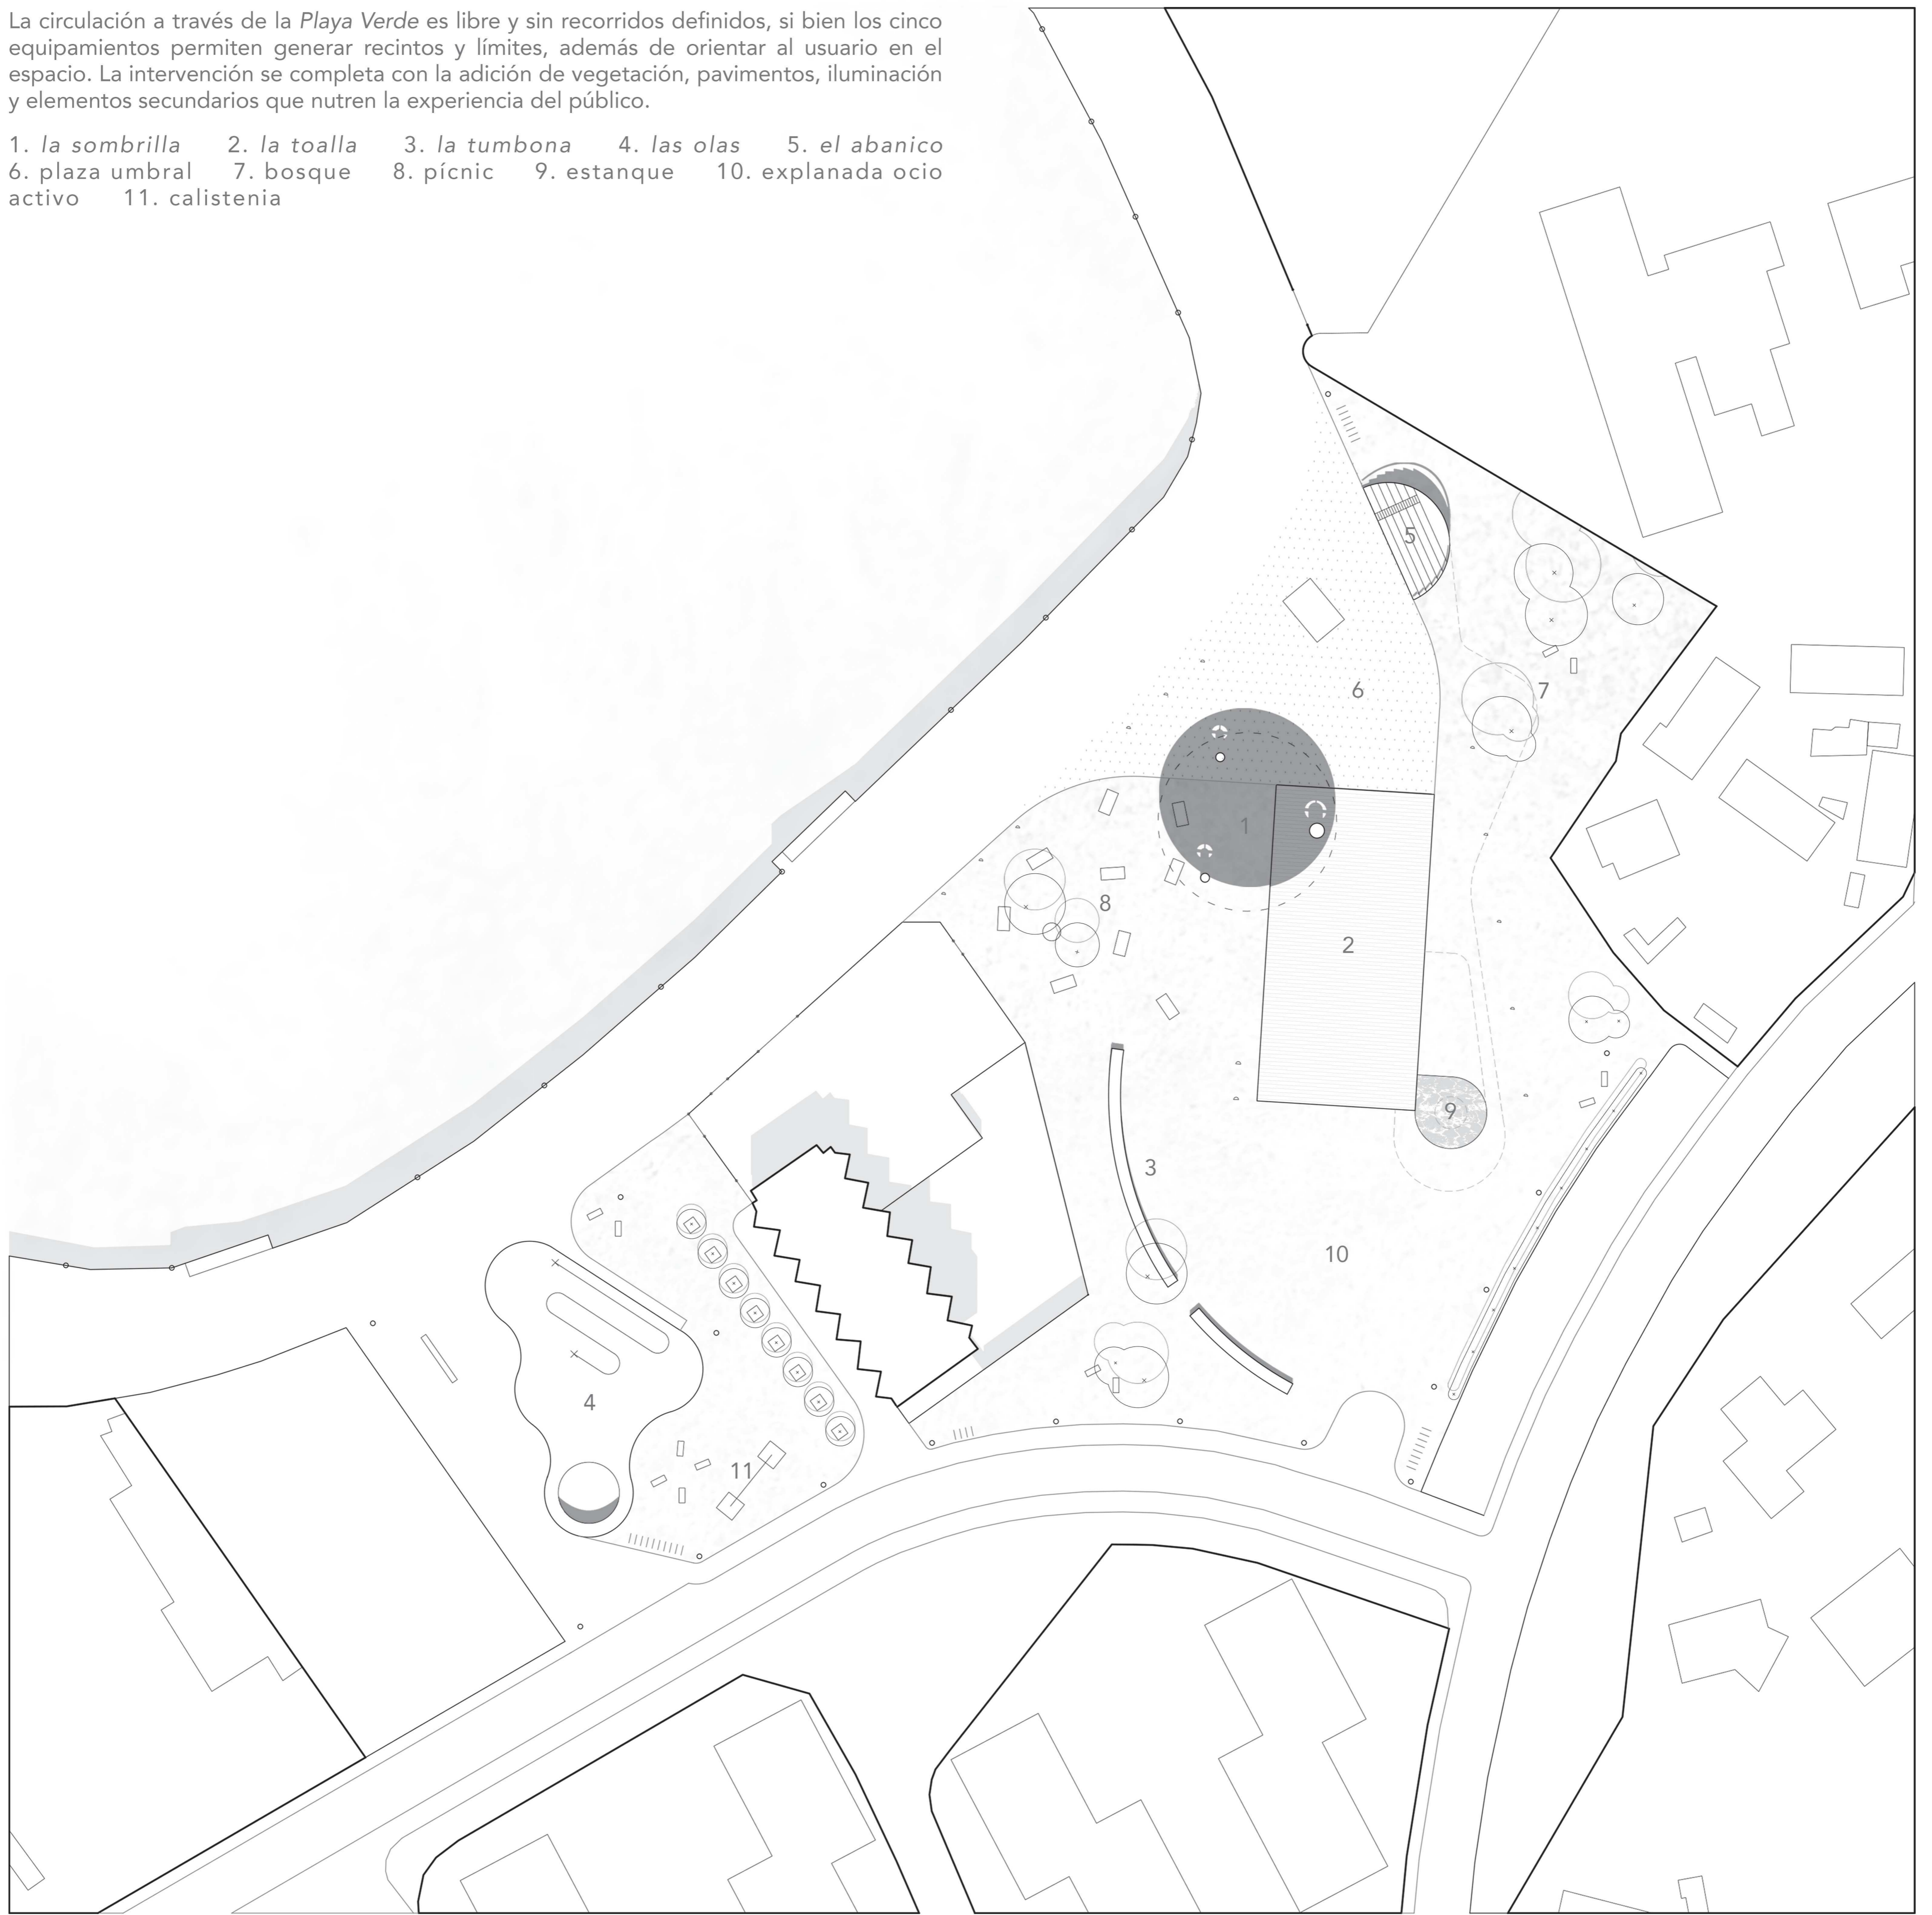 La circulación a través de la Playa Verde es libre y sin recorridos definidos, si bien los cinco
equipamientos permiten generar recintos y límites, además de orientar al usuario en el
espacio. La intervención se completa con la adición de vegetación, pavimentos, iluminación
y elementos secundarios que nutren la experiencia del público.
1. la sombrilla 2. la toalla 3. la tumbona 4. las olas 5. el abanico
6. plaza umbral 7. bosque 8. pícnic 9. estanque 10. explanada ocio
activo 11. calistenia
5
6
7
1
8
2
9
3
10
4
11